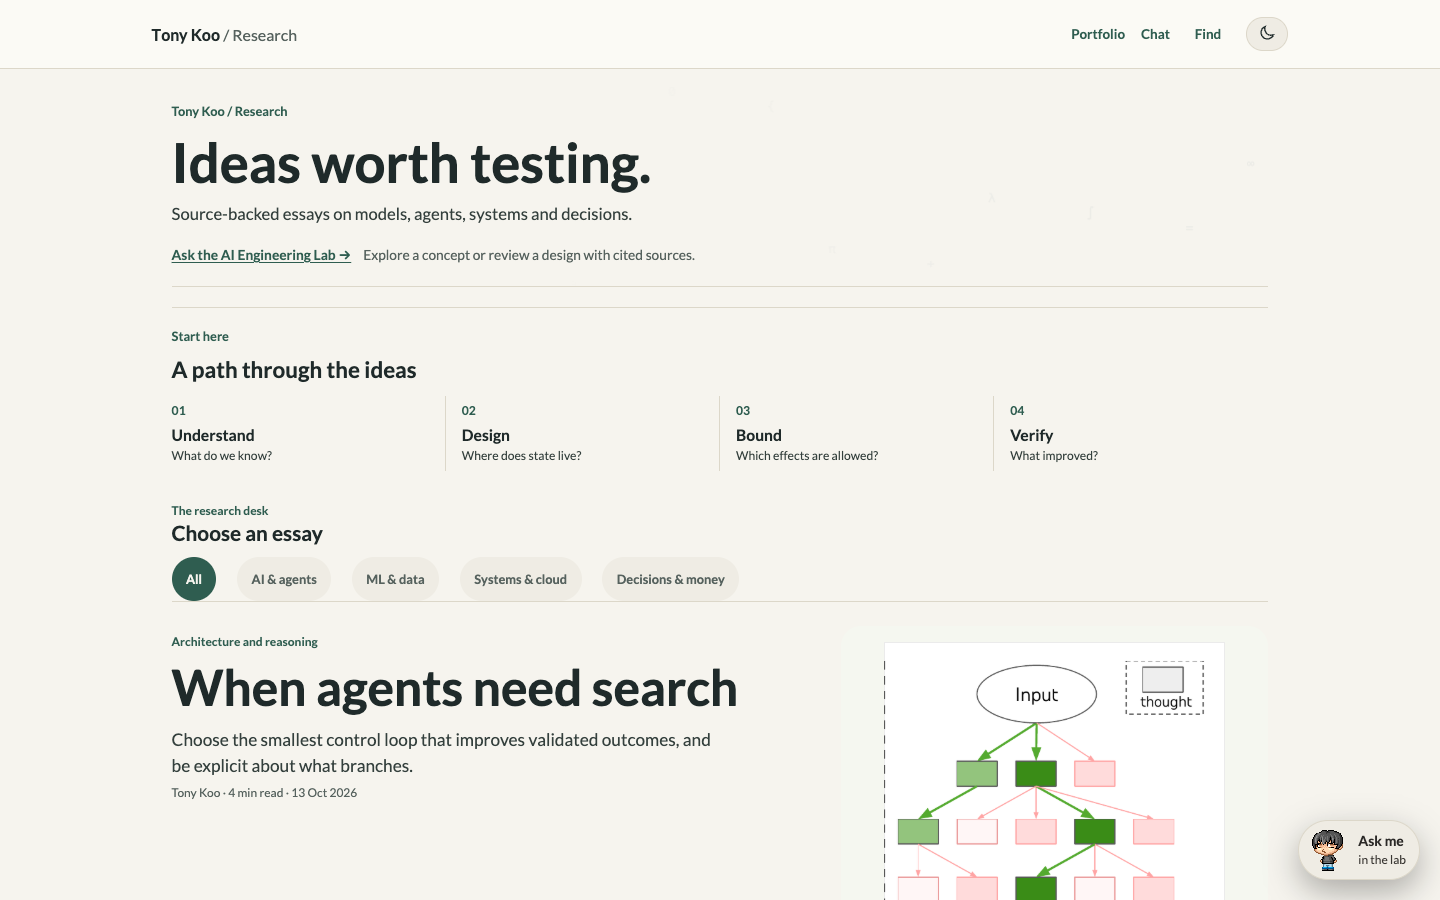 Tony Koo / Research
Portfolio
Chat
Find
Tony Koo / Research
Ideas worth testing.
Source-backed essays on models, agents, systems and decisions.
Ask the AI Engineering Lab → Explore a concept or review a design with cited sources.
Start here
A path through the ideas
01
Understand
What do we know?
02
Design
Where does state live?
03
Bound
Which effects are allowed?
04
Verify
What improved?
The research desk
Choose an essay
All
AI & agents
ML & data
Systems & cloud
Decisions & money
Architecture and reasoning
When agents need search
Choose the smallest control loop that improves validated outcomes, and
be explicit about what branches.
Tony Koo · 4 min read · 13 Oct 2026
Input
thought
Ask me
in the lab